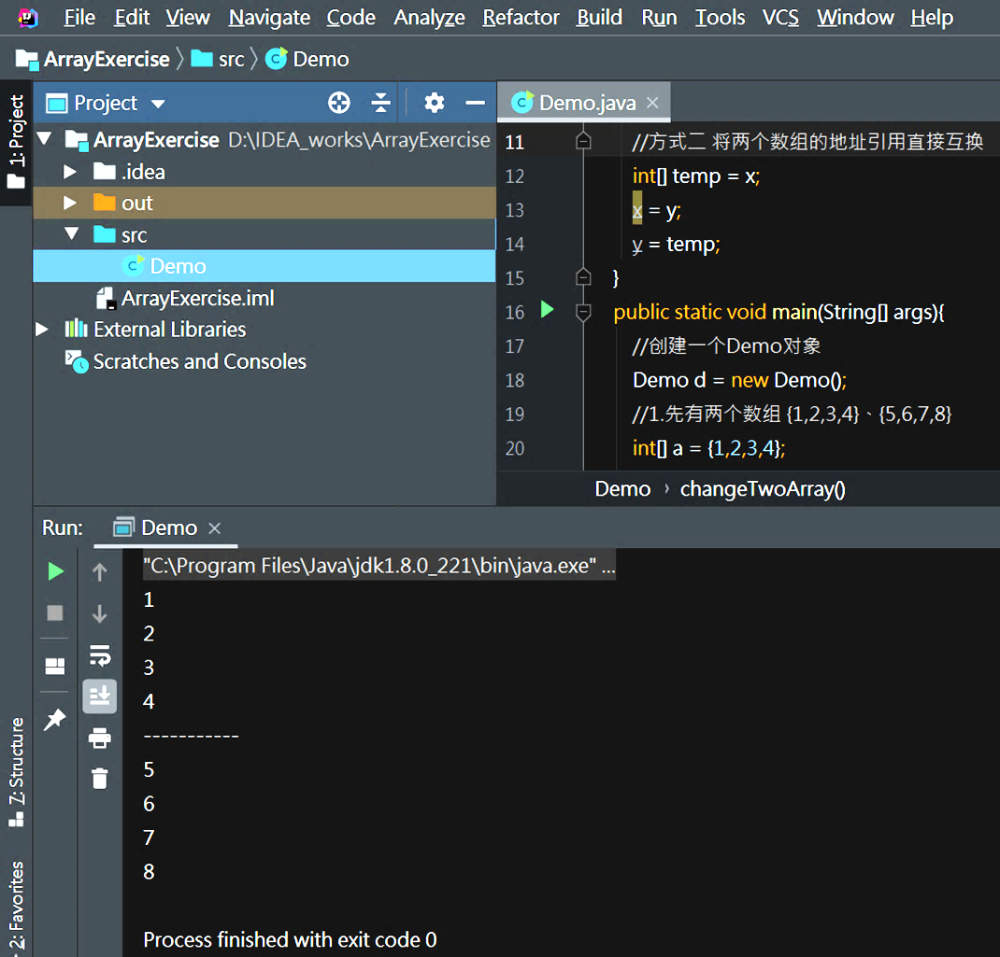 File Edit View Navigate Code Analyze Refactor Build Run Tools VCS Window Help
ArrayExercise src Demo
1: Project
Project
Demo.java
ArrayExercise D:\IDEA_works\ArrayExercise
.idea
out
src
Demo
ArrayExercise.iml
External Libraries
Scratches and Consoles
11 //方式二 将两个数组的地址引用直接互换
12 int[] temp = x;
13 x = y;
14 y = temp;
15 }
16 public static void main(String[] args){
17 //创建一个Demo对象
18 Demo d = new Demo();
19 //1.先有两个数组 {1,2,3,4}、{5,6,7,8}
20 int[] a = {1,2,3,4};
Demo › changeTwoArray()
Run: Demo
"C:\Program Files\Java\jdk1.8.0_221\bin\java.exe" ...
1
2
3
4
-----------
5
6
7
8
Process finished with exit code 0
Z: Structure
2: Favorites